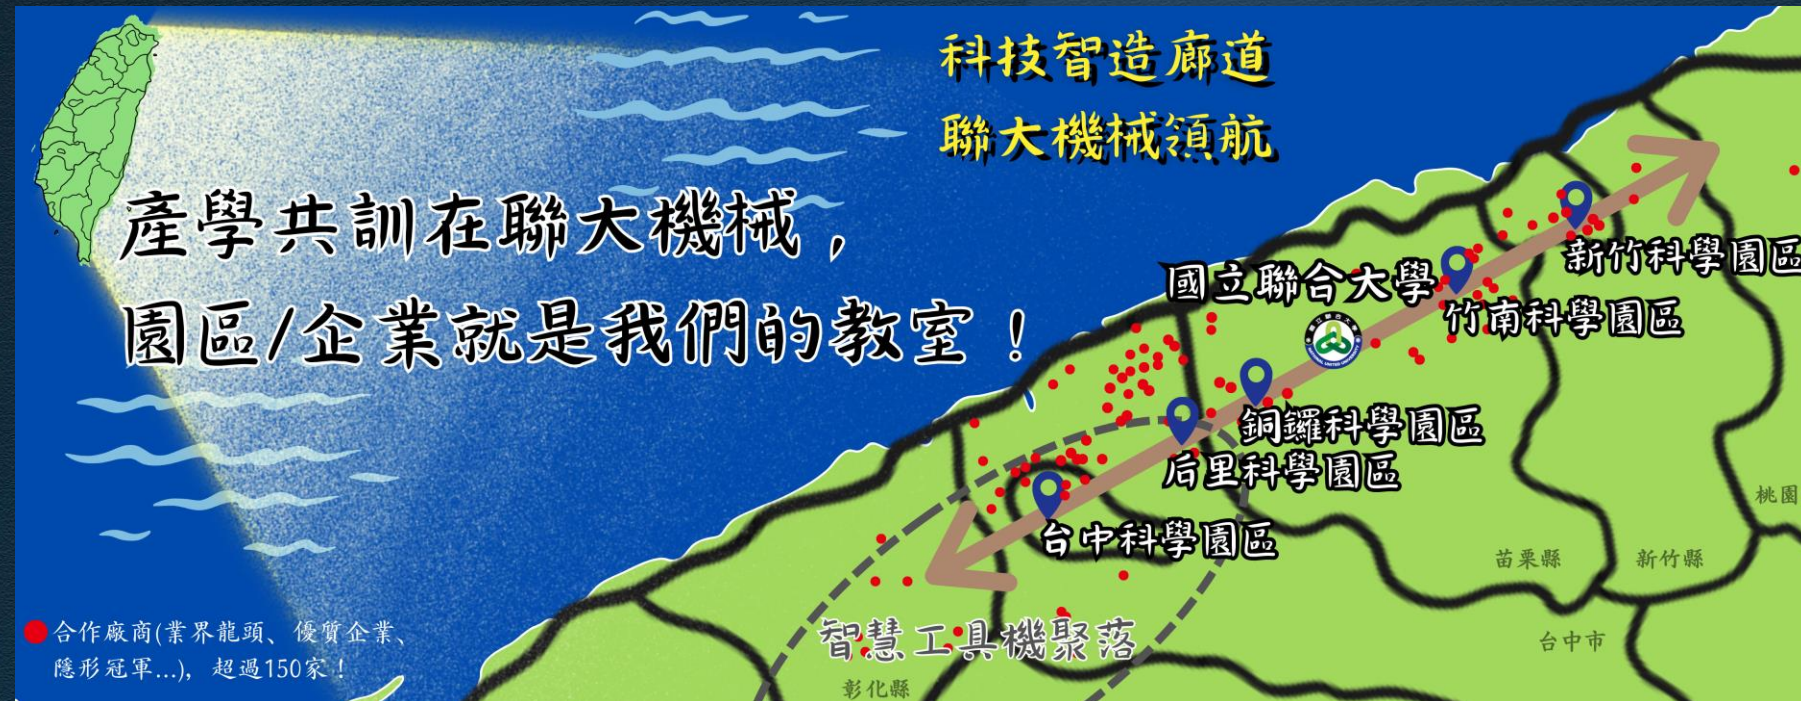 科技智造廊道
聯大機械領航
產學共訓在聯大機械，
園區/企業就是我們的教室！
新竹科學園區
國立聯合大學
竹南科學園區
銅鑼科學園區
后里科學園區
台中科學園區
桃園
苗栗縣
新竹縣
台中市
智慧工具機聚落
彰化縣
合作廠商(業界龍頭、優質企業、
隱形冠軍...)，超過150家！